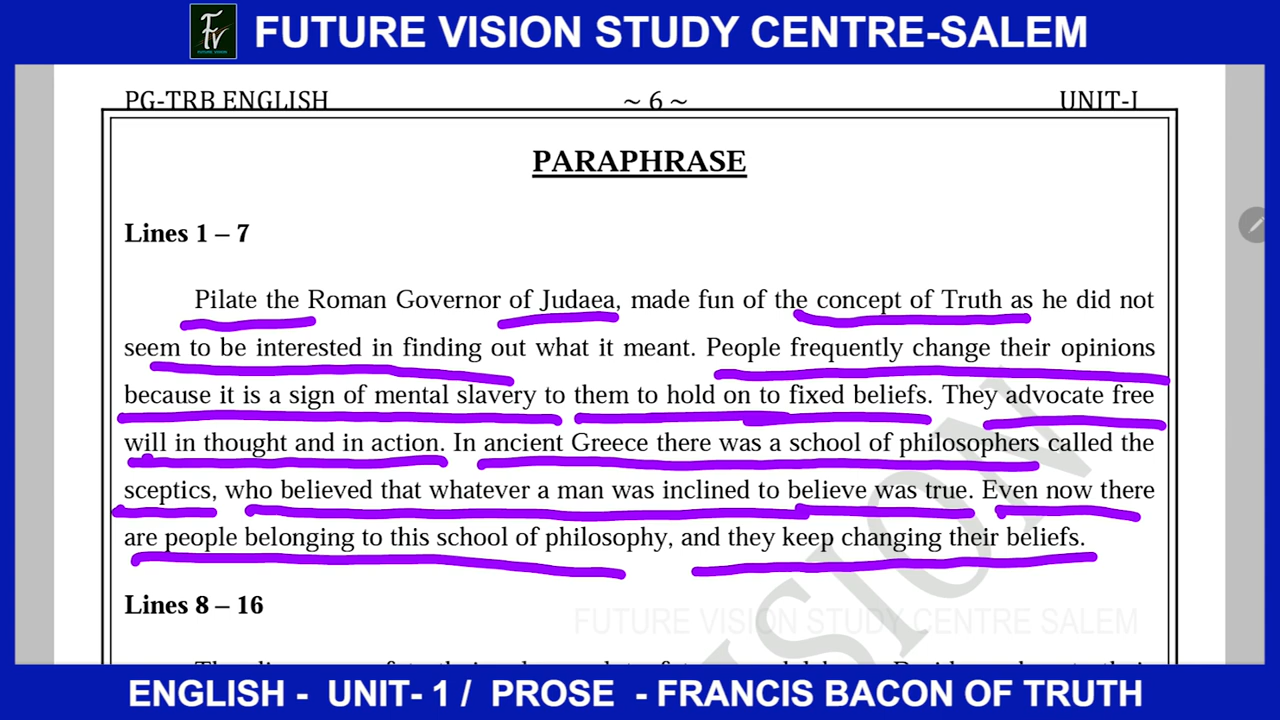 Fv
FUTURE VISION
FUTURE VISION STUDY CENTRE-SALEM
PG-TRB ENGLISH ~ 6 ~ UNIT-I
PARAPHRASE
Lines 1 – 7
Pilate the Roman Governor of Judaea, made fun of the concept of Truth as he did not
seem to be interested in finding out what it meant. People frequently change their opinions
because it is a sign of mental slavery to them to hold on to fixed beliefs. They advocate free
will in thought and in action. In ancient Greece there was a school of philosophers called the
sceptics, who believed that whatever a man was inclined to believe was true. Even now there
are people belonging to this school of philosophy, and they keep changing their beliefs.
Lines 8 – 16
FUTURE VISION STUDY CENTRE SALEM
VISION
ENGLISH - UNIT- 1 / PROSE - FRANCIS BACON OF TRUTH